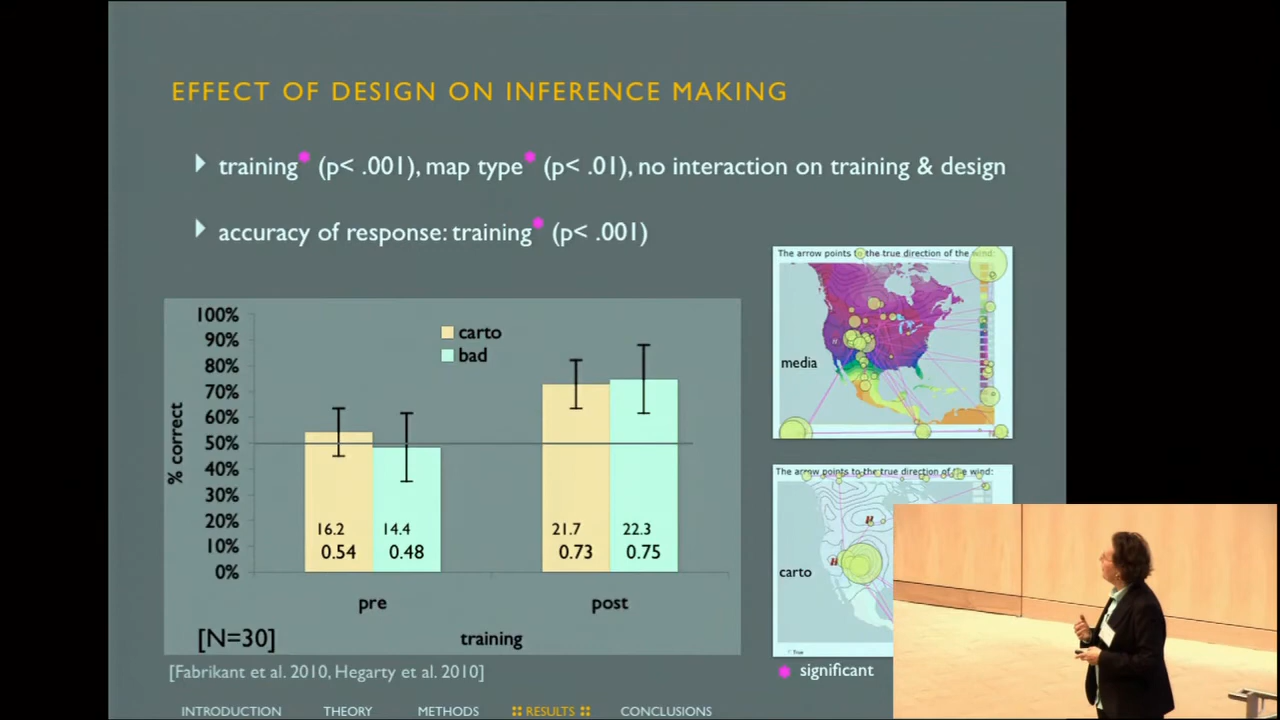 EFFECT OF DESIGN ON INFERENCE MAKING
training* (p< .001), map type* (p< .01), no interaction on training & design
accuracy of response: training* (p< .001)
100%
90%
80%
70%
60%
50%
40%
30%
20%
10%
0%
% correct
carto
bad
16.2
0.54
14.4
0.48
21.7
0.73
22.3
0.75
pre
post
training
[N=30]
[Fabrikant et al. 2010, Hegarty et al. 2010]
The arrow points to the true direction of the wind:
media
The arrow points to the true direction of the wind:
H
H
carto
True
significant
INTRODUCTION
THEORY
METHODS
RESULTS
CONCLUSIONS